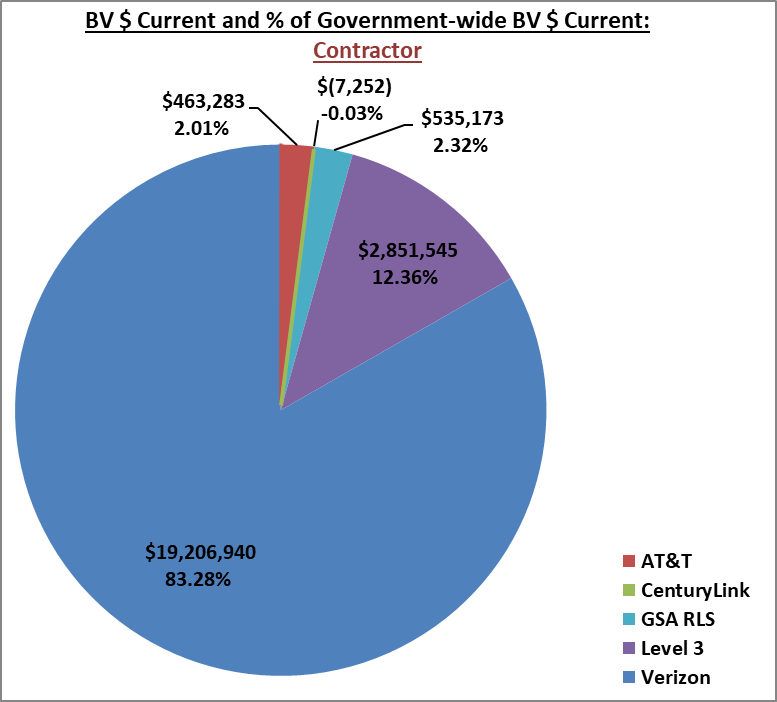 BV $ Current and % of Government-wide BV $ Current:
Contractor
$463,283
2.01%
$(7,252)
-0.03%
$535,173
2.32%
$2,851,545
12.36%
$19,206,940
83.28%
AT&T
CenturyLink
GSA RLS
Level 3
Verizon